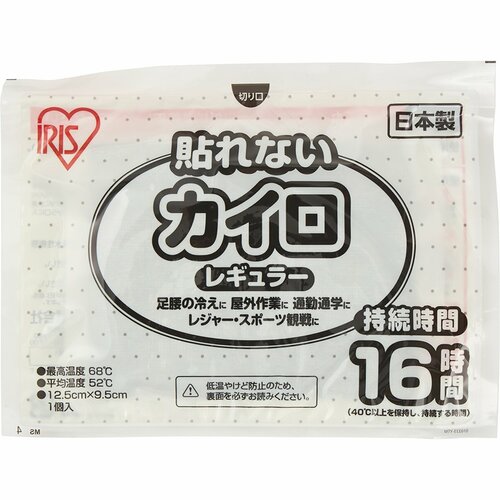 切り口
IRIS
日本製
貼れない
カイロ
レギュラー
足腰の冷えに 屋外作業に 通勤通学に
レジャー・スポーツ観戦に
持続時間
16時間
(40℃以上を保持し、持続する時間)
●最高温度 68℃
●平均温度 52℃
●12.5cm×9.5cm
1個入
低温やけど防止のため、
裏面を必ずお読みください。
MS 4